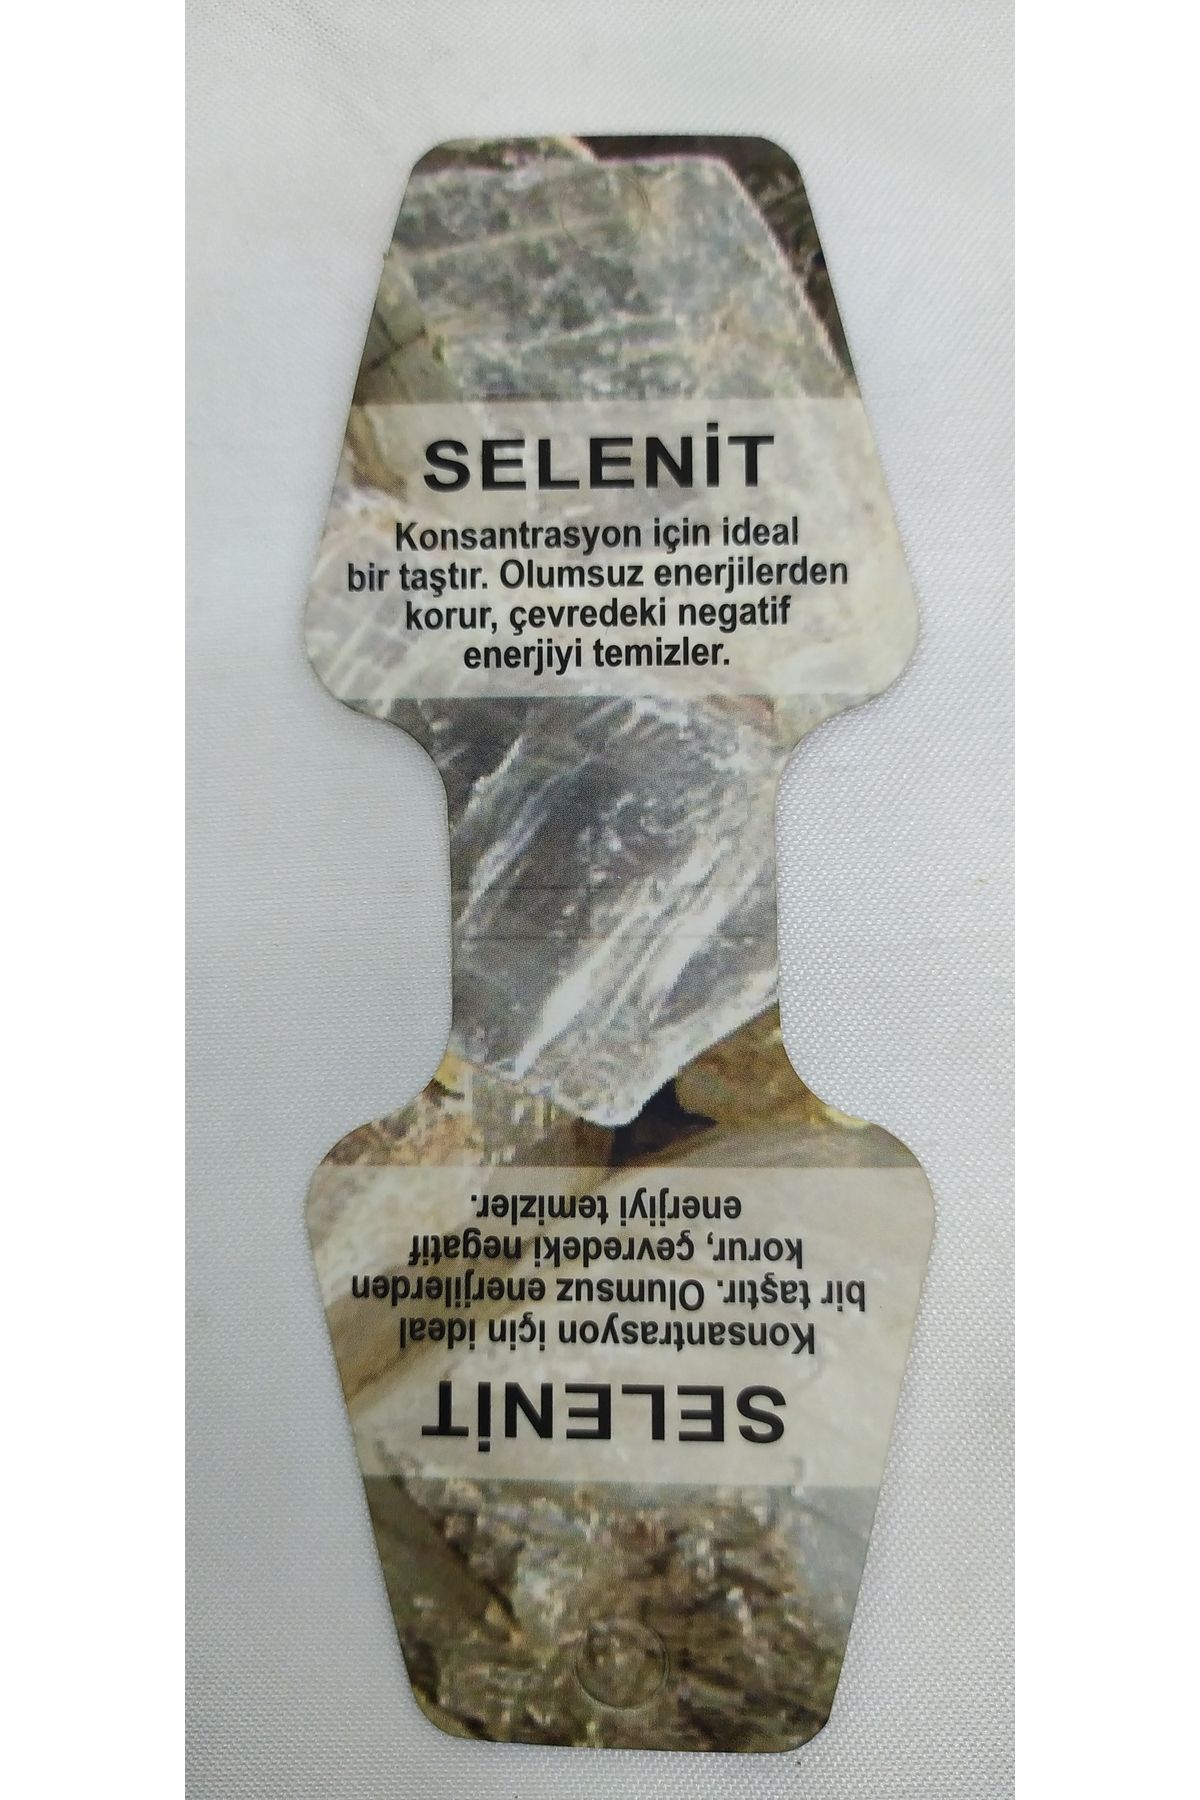 SELENİT
Konsantrasyon için ideal
bir taştır. Olumsuz enerjilerden
korur, çevredeki negatif
enerjiyi temizler.
SELENİT
Konsantrasyon için ideal
bir taştır. Olumsuz enerjilerden
korur, çevredeki negatif
enerjiyi temizler.